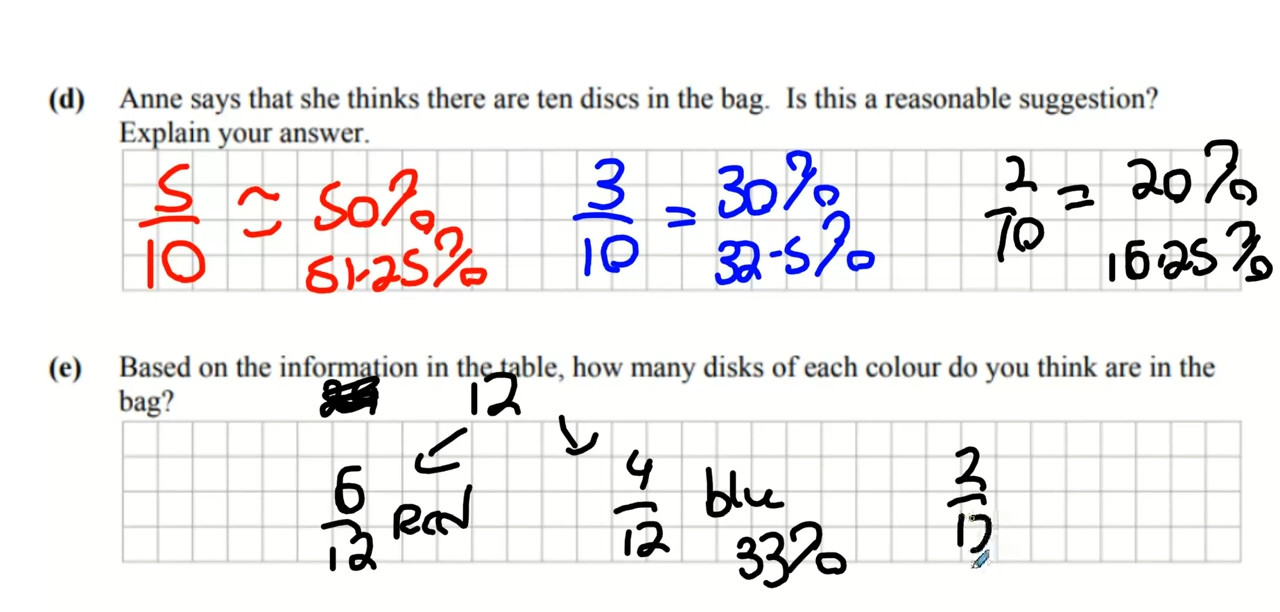 (d) Anne says that she thinks there are ten discs in the bag. Is this a reasonable suggestion?
Explain your answer.
5/10 ≃ 50%
51.25%
3/10 = 30%
32.5%
2/10 = 20%
16.25%
(e) Based on the information in the table, how many disks of each colour do you think are in the
bag?
12
6/12 Red
4/12 blue
33%
2/12